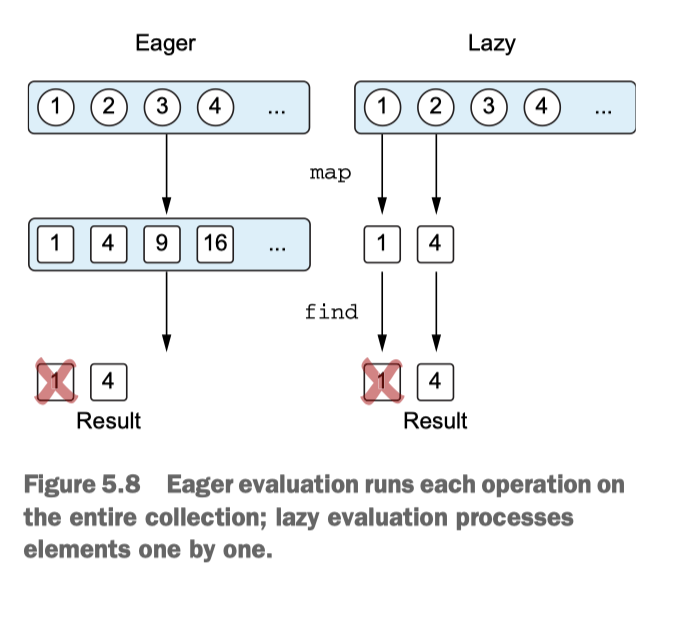 Eager Lazy
1 2 3 4 ... 1 2 3 4 ...
map
1 4 9 16 ... 1 4
find
1 4 1 4
Result Result
Figure 5.8 Eager evaluation runs each operation on
the entire collection; lazy evaluation processes
elements one by one.